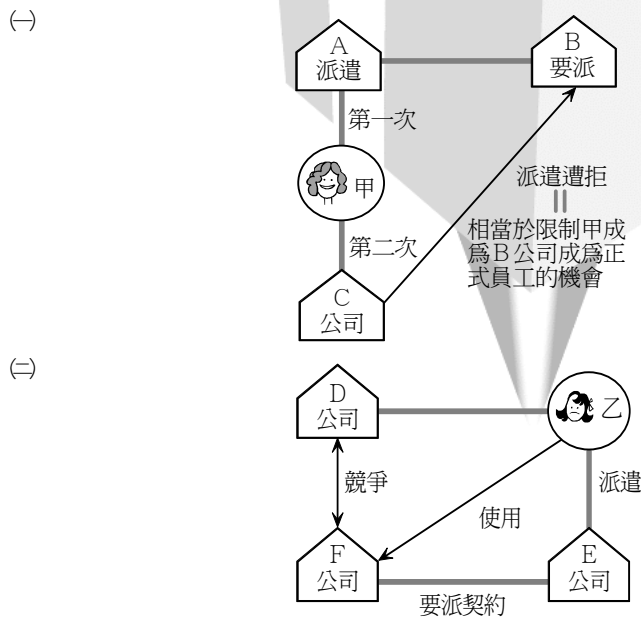 ㈠
A
派遣
B
要派
第一次
甲
派遣遭拒
相當於限制甲成
為B公司成為正
式員工的機會
第二次
C
公司
㈡
D
公司
乙
競爭
派遣
使用
F
公司
E
公司
要派契約